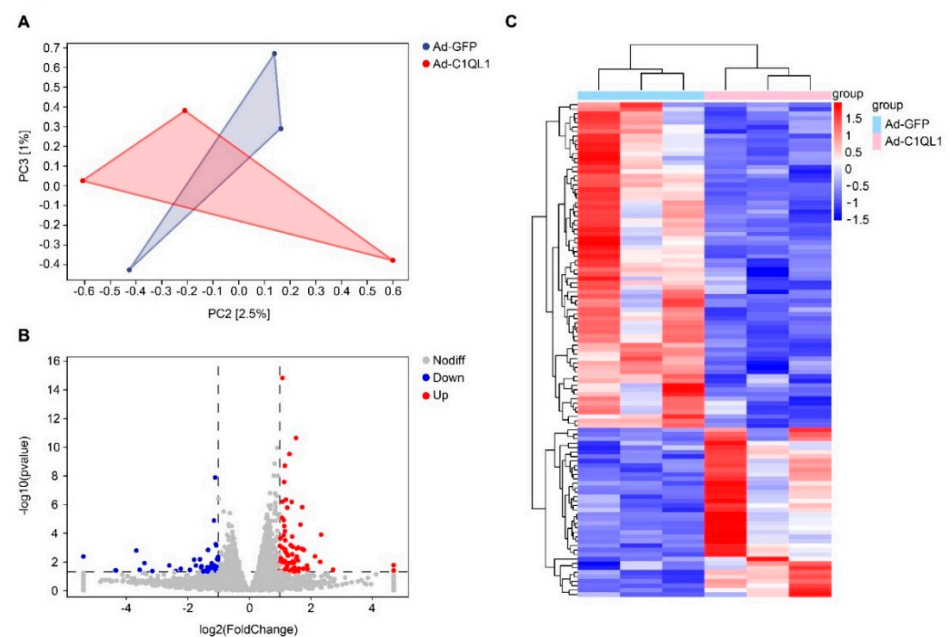 A
Ad-GFP
Ad-C1QL1
PC3 [1%]
0.7
0.6
0.5
0.4
0.3
0.2
0.1
0.0
-0.1
-0.2
-0.3
-0.4
-0.6 -0.5 -0.4 -0.3 -0.2 -0.1 0.0 0.1 0.2 0.3 0.4 0.5 0.6
PC2 [2.5%]
B
Nodiff
Down
Up
-log10(pvalue)
16
14
12
10
8
6
4
2
0
-4 -2 0 2 4
log2(FoldChange)
C
group
1.5
1
0.5
0
-0.5
-1
-1.5
group
Ad-GFP
Ad-C1QL1